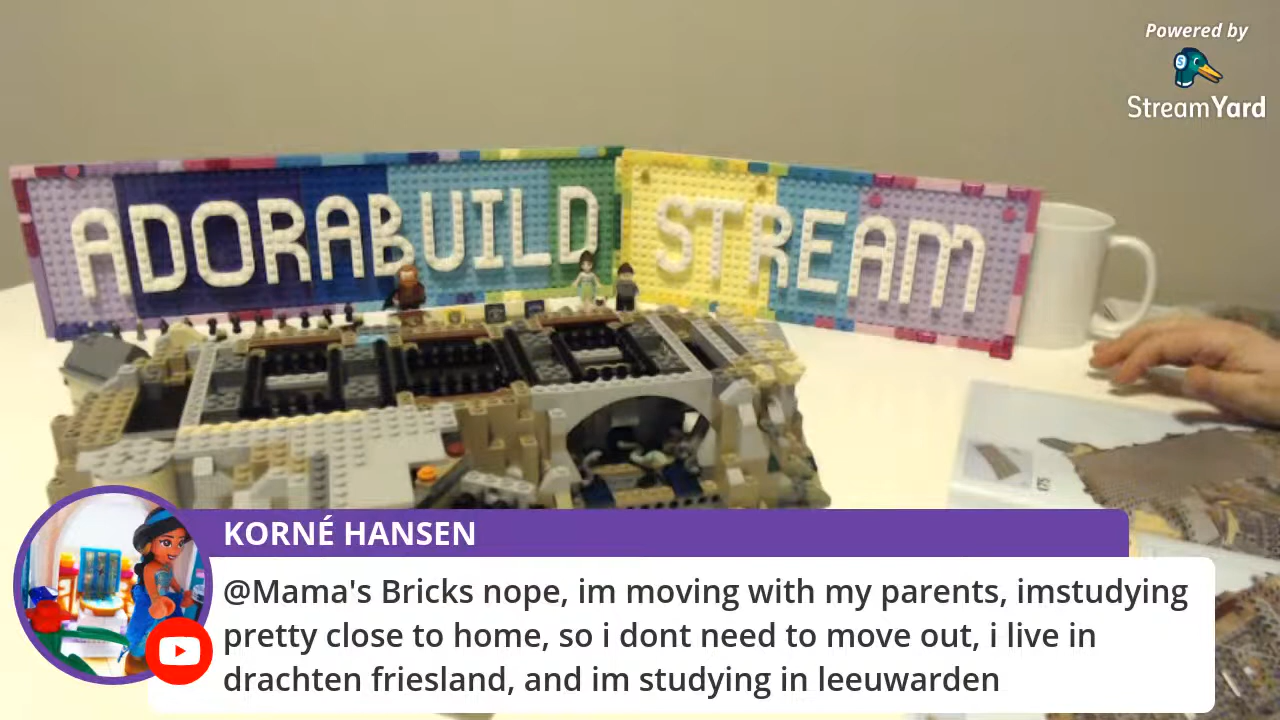 Powered by
StreamYard
ADORABUILD STREAM
175
KORNÉ HANSEN
@Mama's Bricks nope, im moving with my parents, imstudying
pretty close to home, so i dont need to move out, i live in
drachten friesland, and im studying in leeuwarden